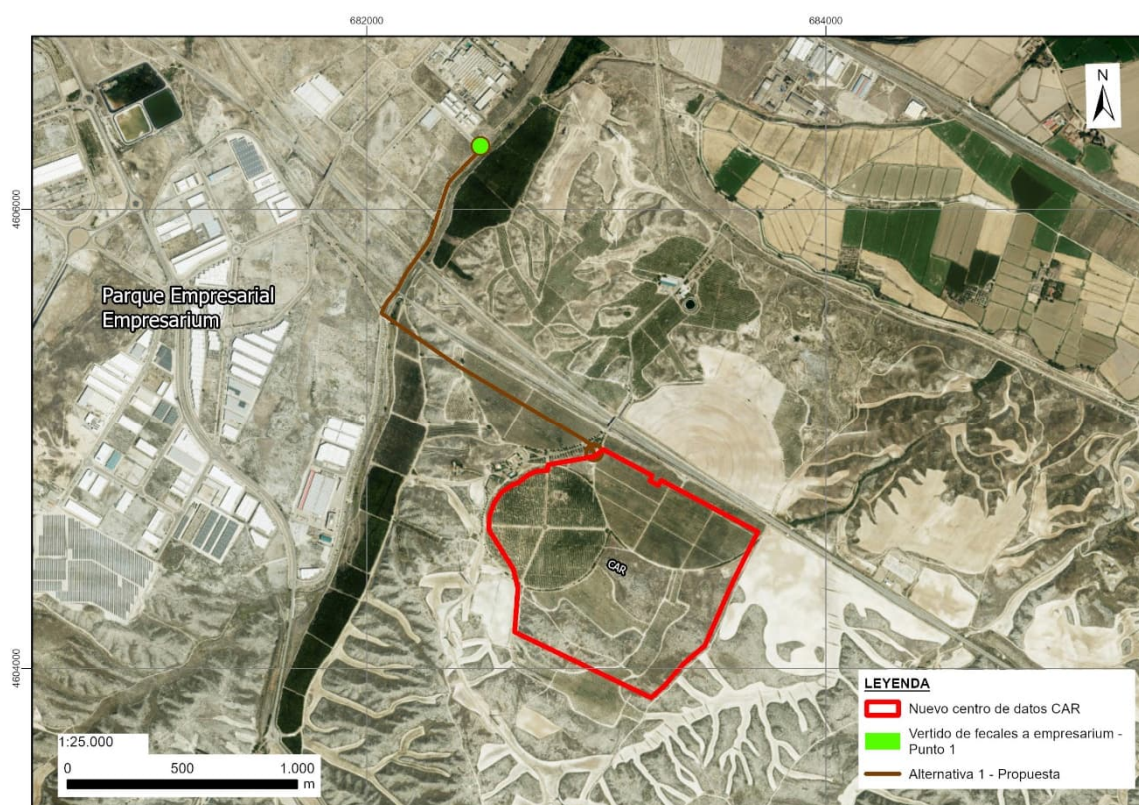 682000
684000
N
4606000
Parque Empresarial
Empresarium
CAR
4604000
LEYENDA
Nuevo centro de datos CAR
Vertido de fecales a empresarium -
Punto 1
Alternativa 1 - Propuesta
1:25.000
0 500 1.000
m